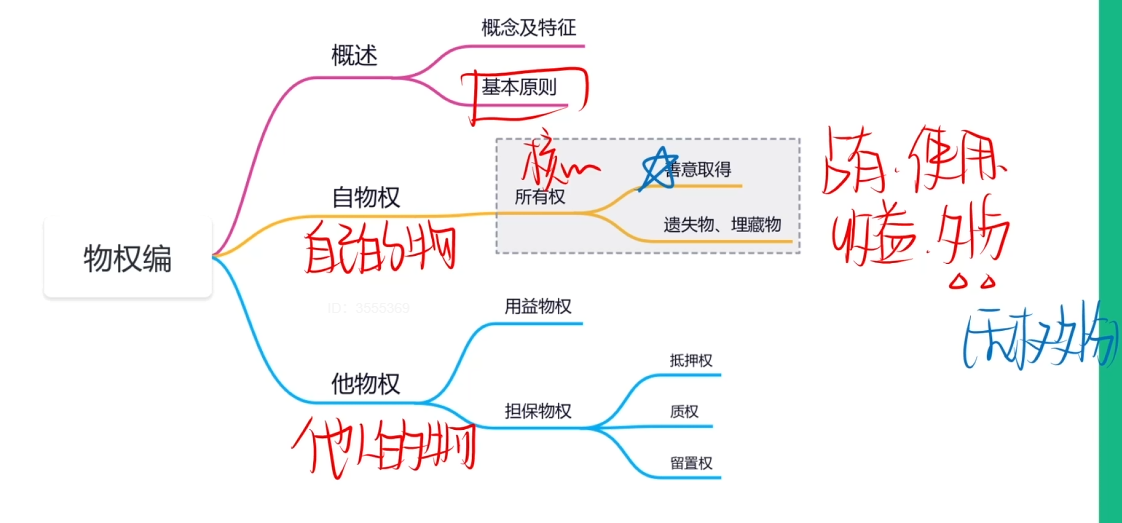 概念及特征
概述
基本原则
核心
善意取得
占有、使用、
自物权
所有权
收益、处分
遗失物、埋藏物
自己的物
物权编
(无权处分)
ID: 3555369
用益物权
抵押权
他物权
担保物权
质权
他人的物
留置权